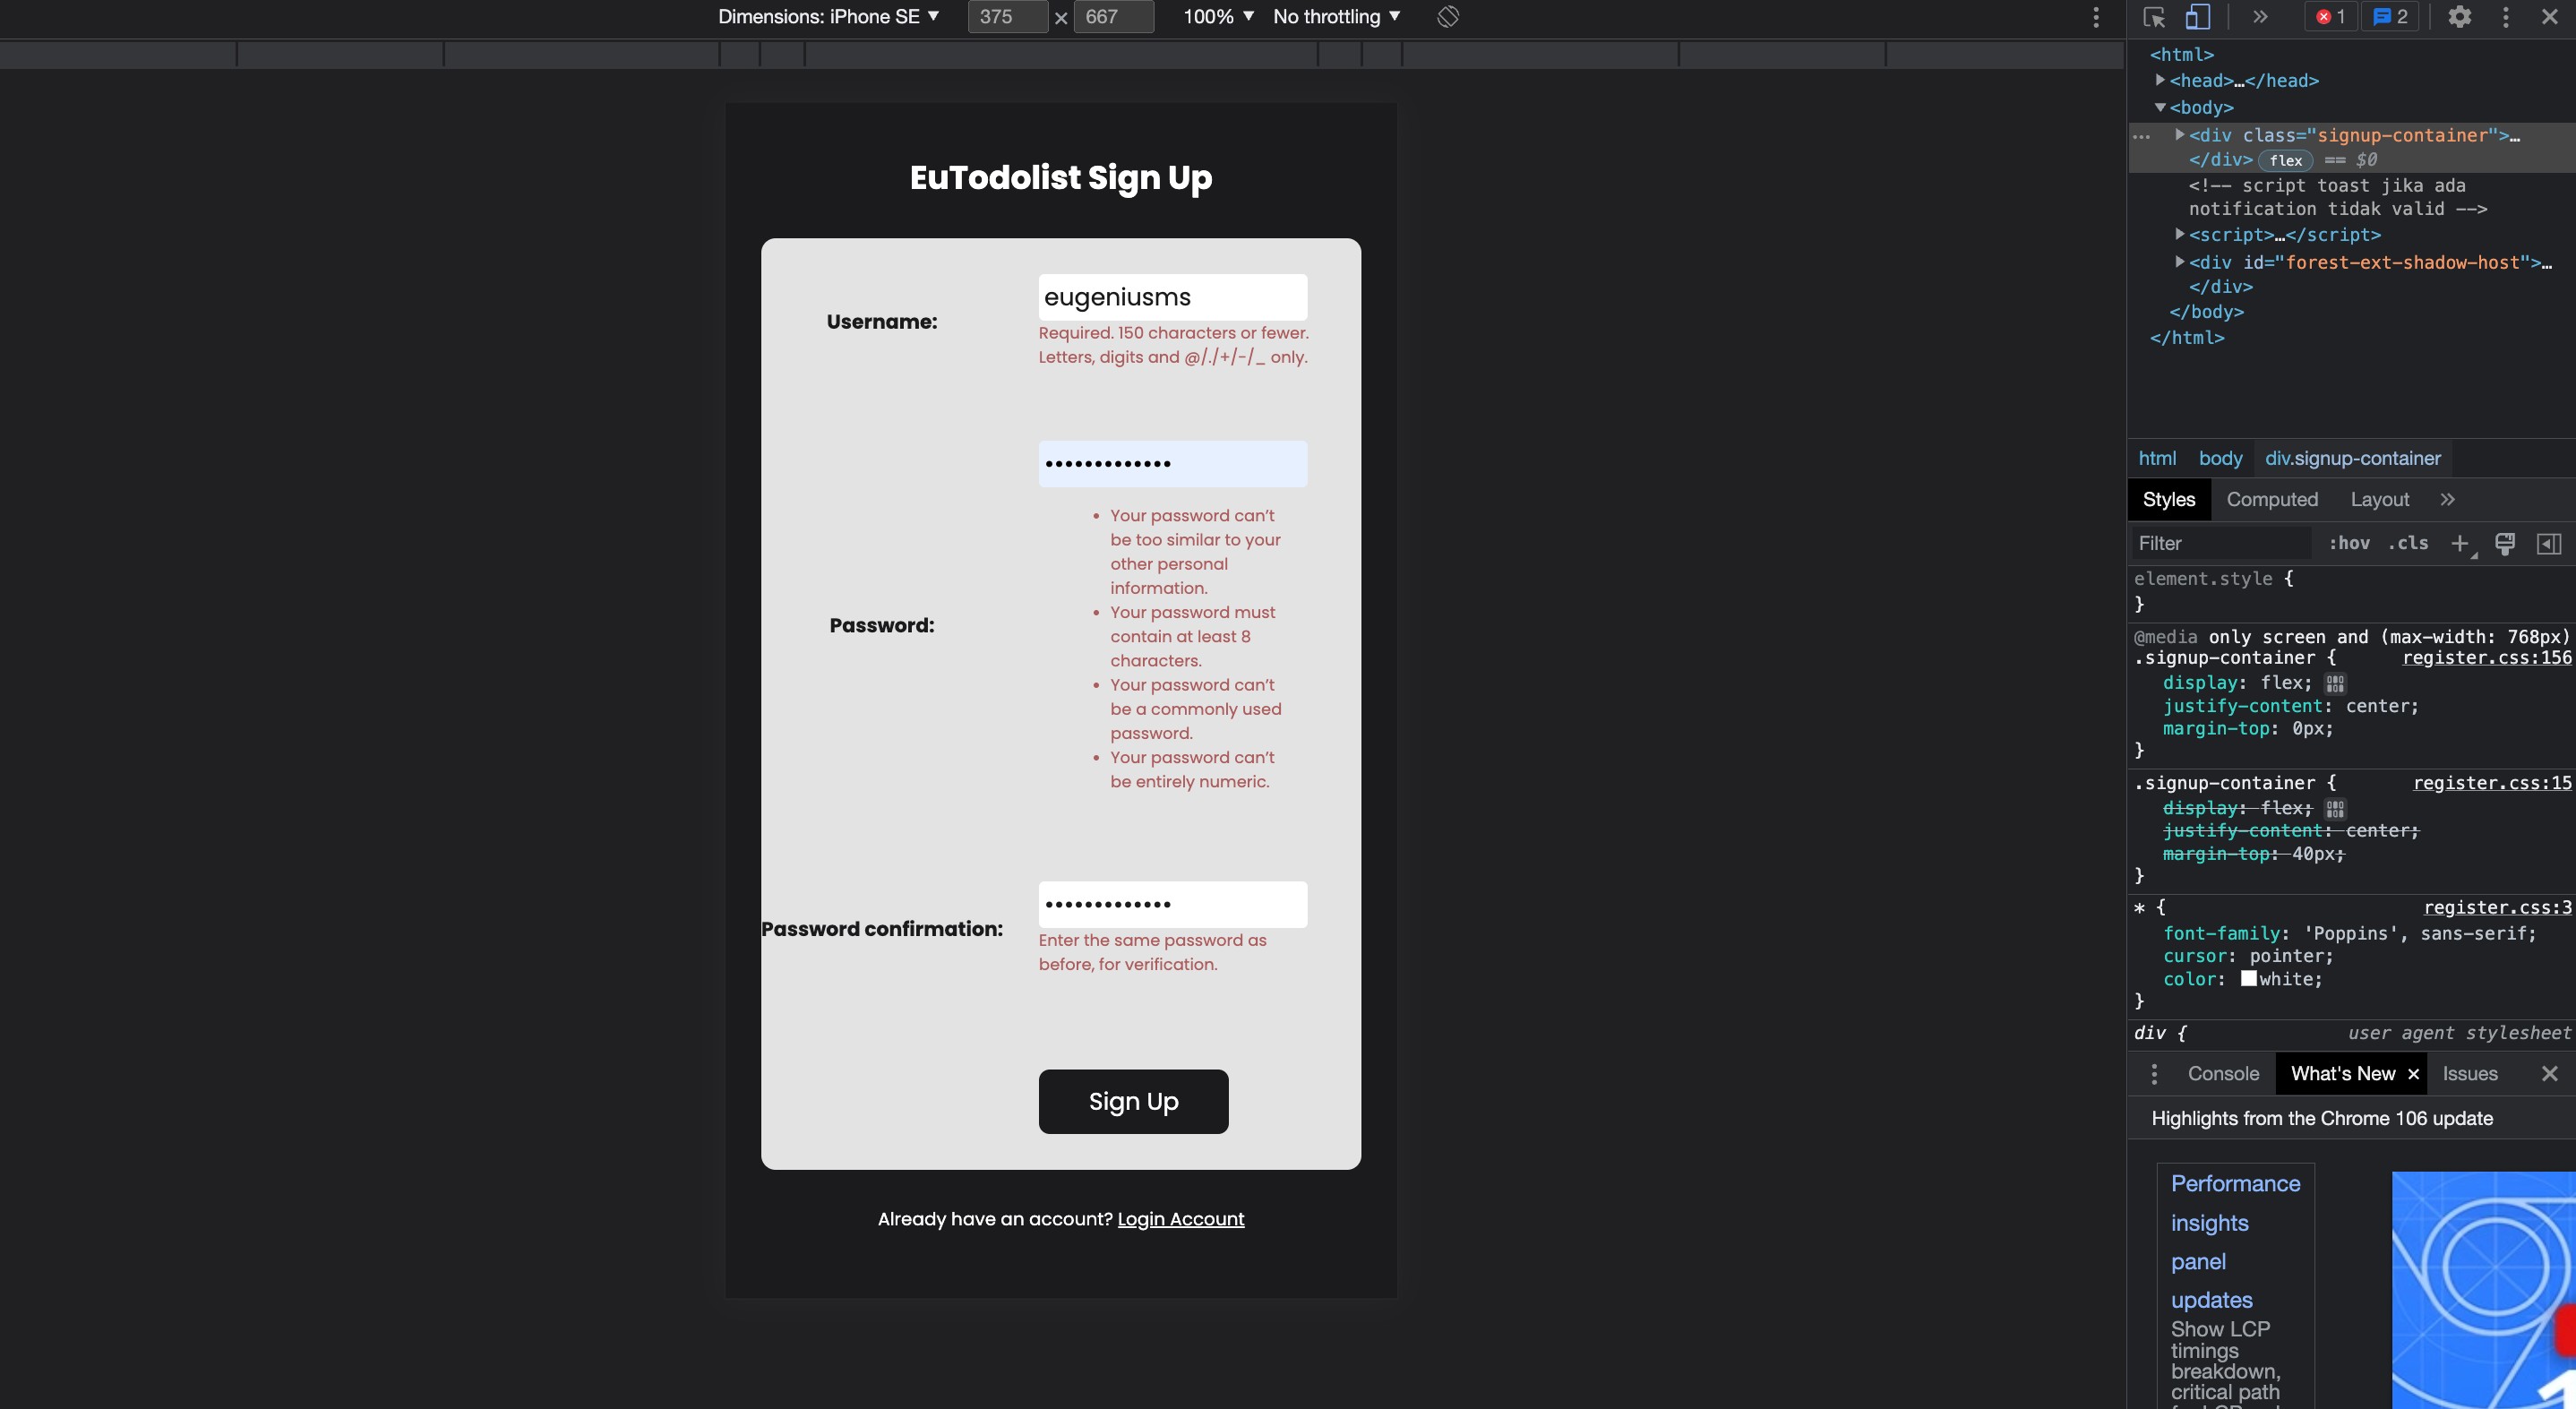 Dimensions: iPhone SE ▼ 375 × 667 100% ▼ No throttling ▼
1 2
EuTodolist Sign Up
Username:
eugeniusms
Required. 150 characters or fewer.
Letters, digits and @/./+/-/_ only.
Password:
•••••••••••••
• Your password can't
be too similar to your
other personal
information.
• Your password must
contain at least 8
characters.
• Your password can't
be a commonly used
password.
• Your password can't
be entirely numeric.
Password confirmation:
•••••••••••••
Enter the same password as
before, for verification.
Sign Up
Already have an account? Login Account
<html>
<head>…</head>
<body>
<div class="signup-container">…
</div> flex == $0
<!-- script toast jika ada
notification tidak valid -->
<script>…</script>
<div id="forest-ext-shadow-host">…
</div>
</body>
</html>
html body div.signup-container
Styles Computed Layout »
Filter :hov .cls +
element.style {
}
@media only screen and (max-width: 768px)
.signup-container { register.css:156
display: flex;
justify-content: center;
margin-top: 0px;
}
.signup-container { register.css:15
display: flex;
justify-content: center;
margin-top: 40px;
}
* { register.css:3
font-family: 'Poppins', sans-serif;
cursor: pointer;
color: white;
}
div { user agent stylesheet
Console What's New × Issues
Highlights from the Chrome 106 update
Performance
insights
panel
updates
Show LCP
timings
breakdown,
critical path